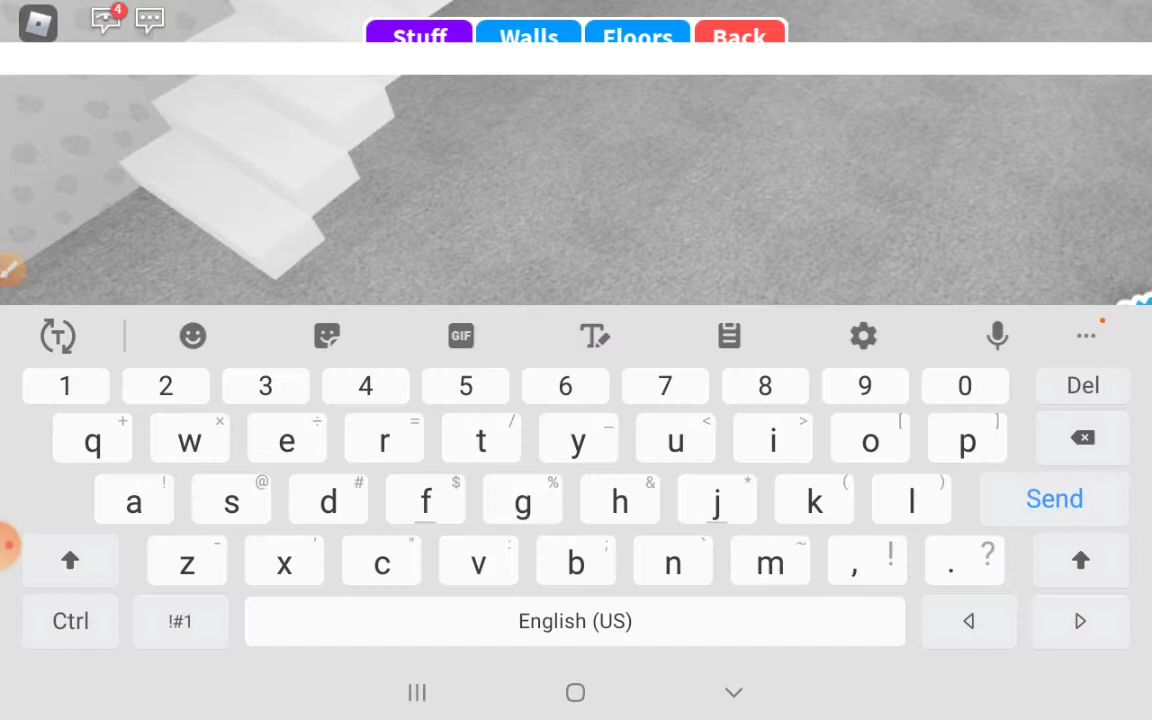 4
Stuff Walls Floors Back
T GIF T
1 2 3 4 5 6 7 8 9 0 Del
+ × ÷ = / _ < > [ ]
q w e r t y u i o p
! @ # $ % & * ( )
a s d f g h j k l Send
- ' " : ; ` ~ ! ?
z x c v b n m , .
Ctrl !#1 English (US)